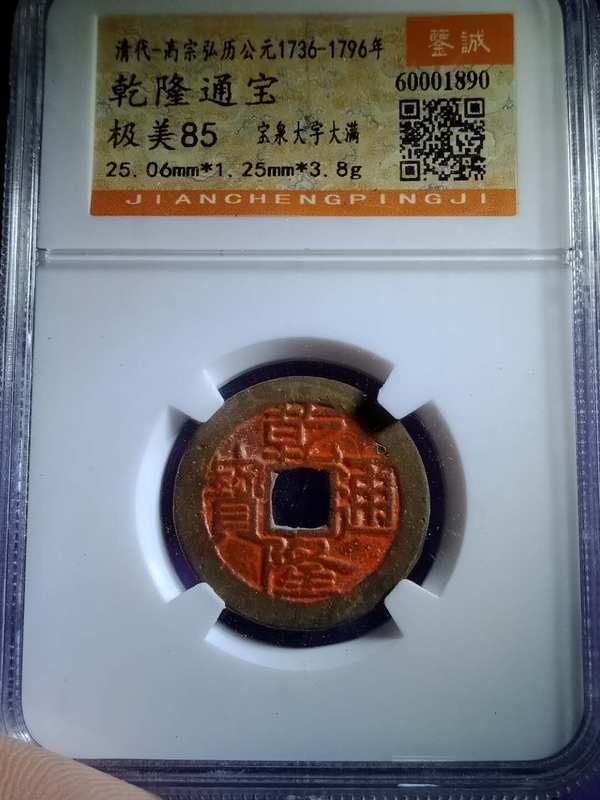 清代-高宗弘历公元1736-1796年
鑒誠
乾隆通宝
60001890
极美85 宝泉大字大满
25.06mm*1.25mm*3.8g
JIANCHENGPINGJI
乾隆通寶